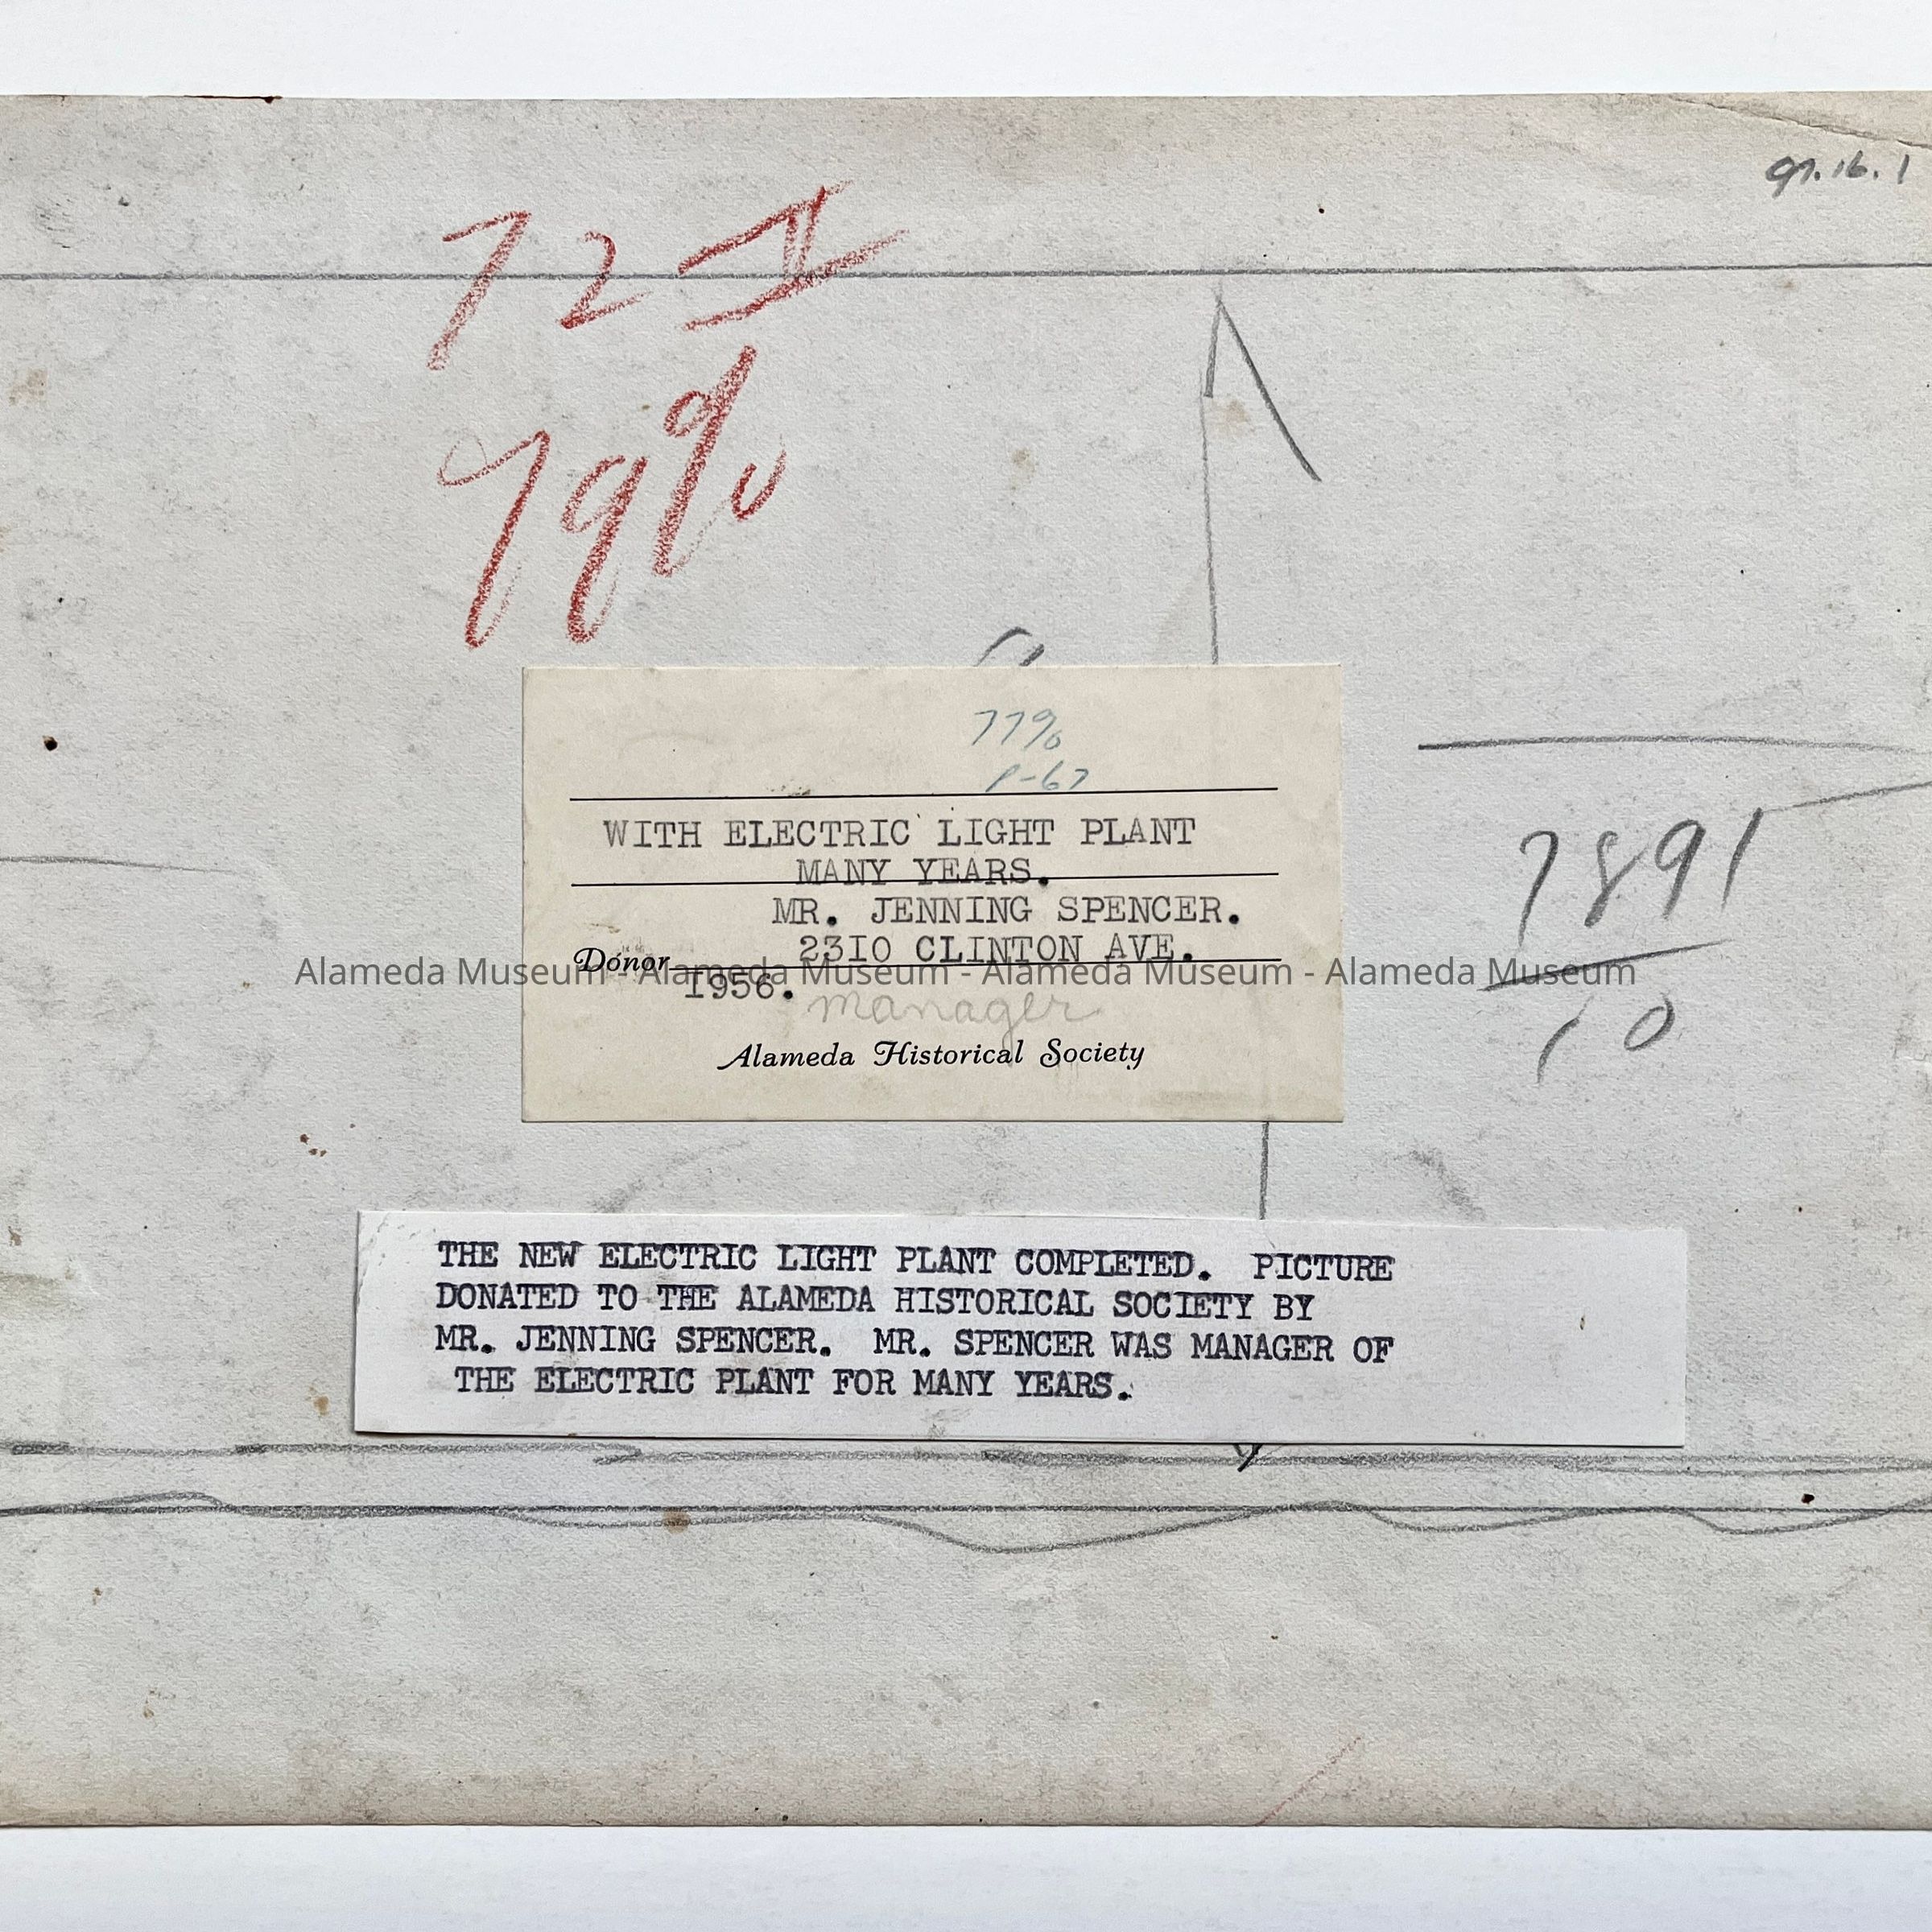 97.16.1
72
79%
77%
P-67
WITH ELECTRIC LIGHT PLANT
MANY YEARS.
MR. JENNING SPENCER.
2310 CLINTON AVE.
Donor
1956.
manager
Alameda Historical Society
7891
10
Alameda Museum - Alameda Museum - Alameda Museum - Alameda Museum
THE NEW ELECTRIC LIGHT PLANT COMPLETED. PICTURE
DONATED TO THE ALAMEDA HISTORICAL SOCIETY BY
MR. JENNING SPENCER. MR. SPENCER WAS MANAGER OF
THE ELECTRIC PLANT FOR MANY YEARS.